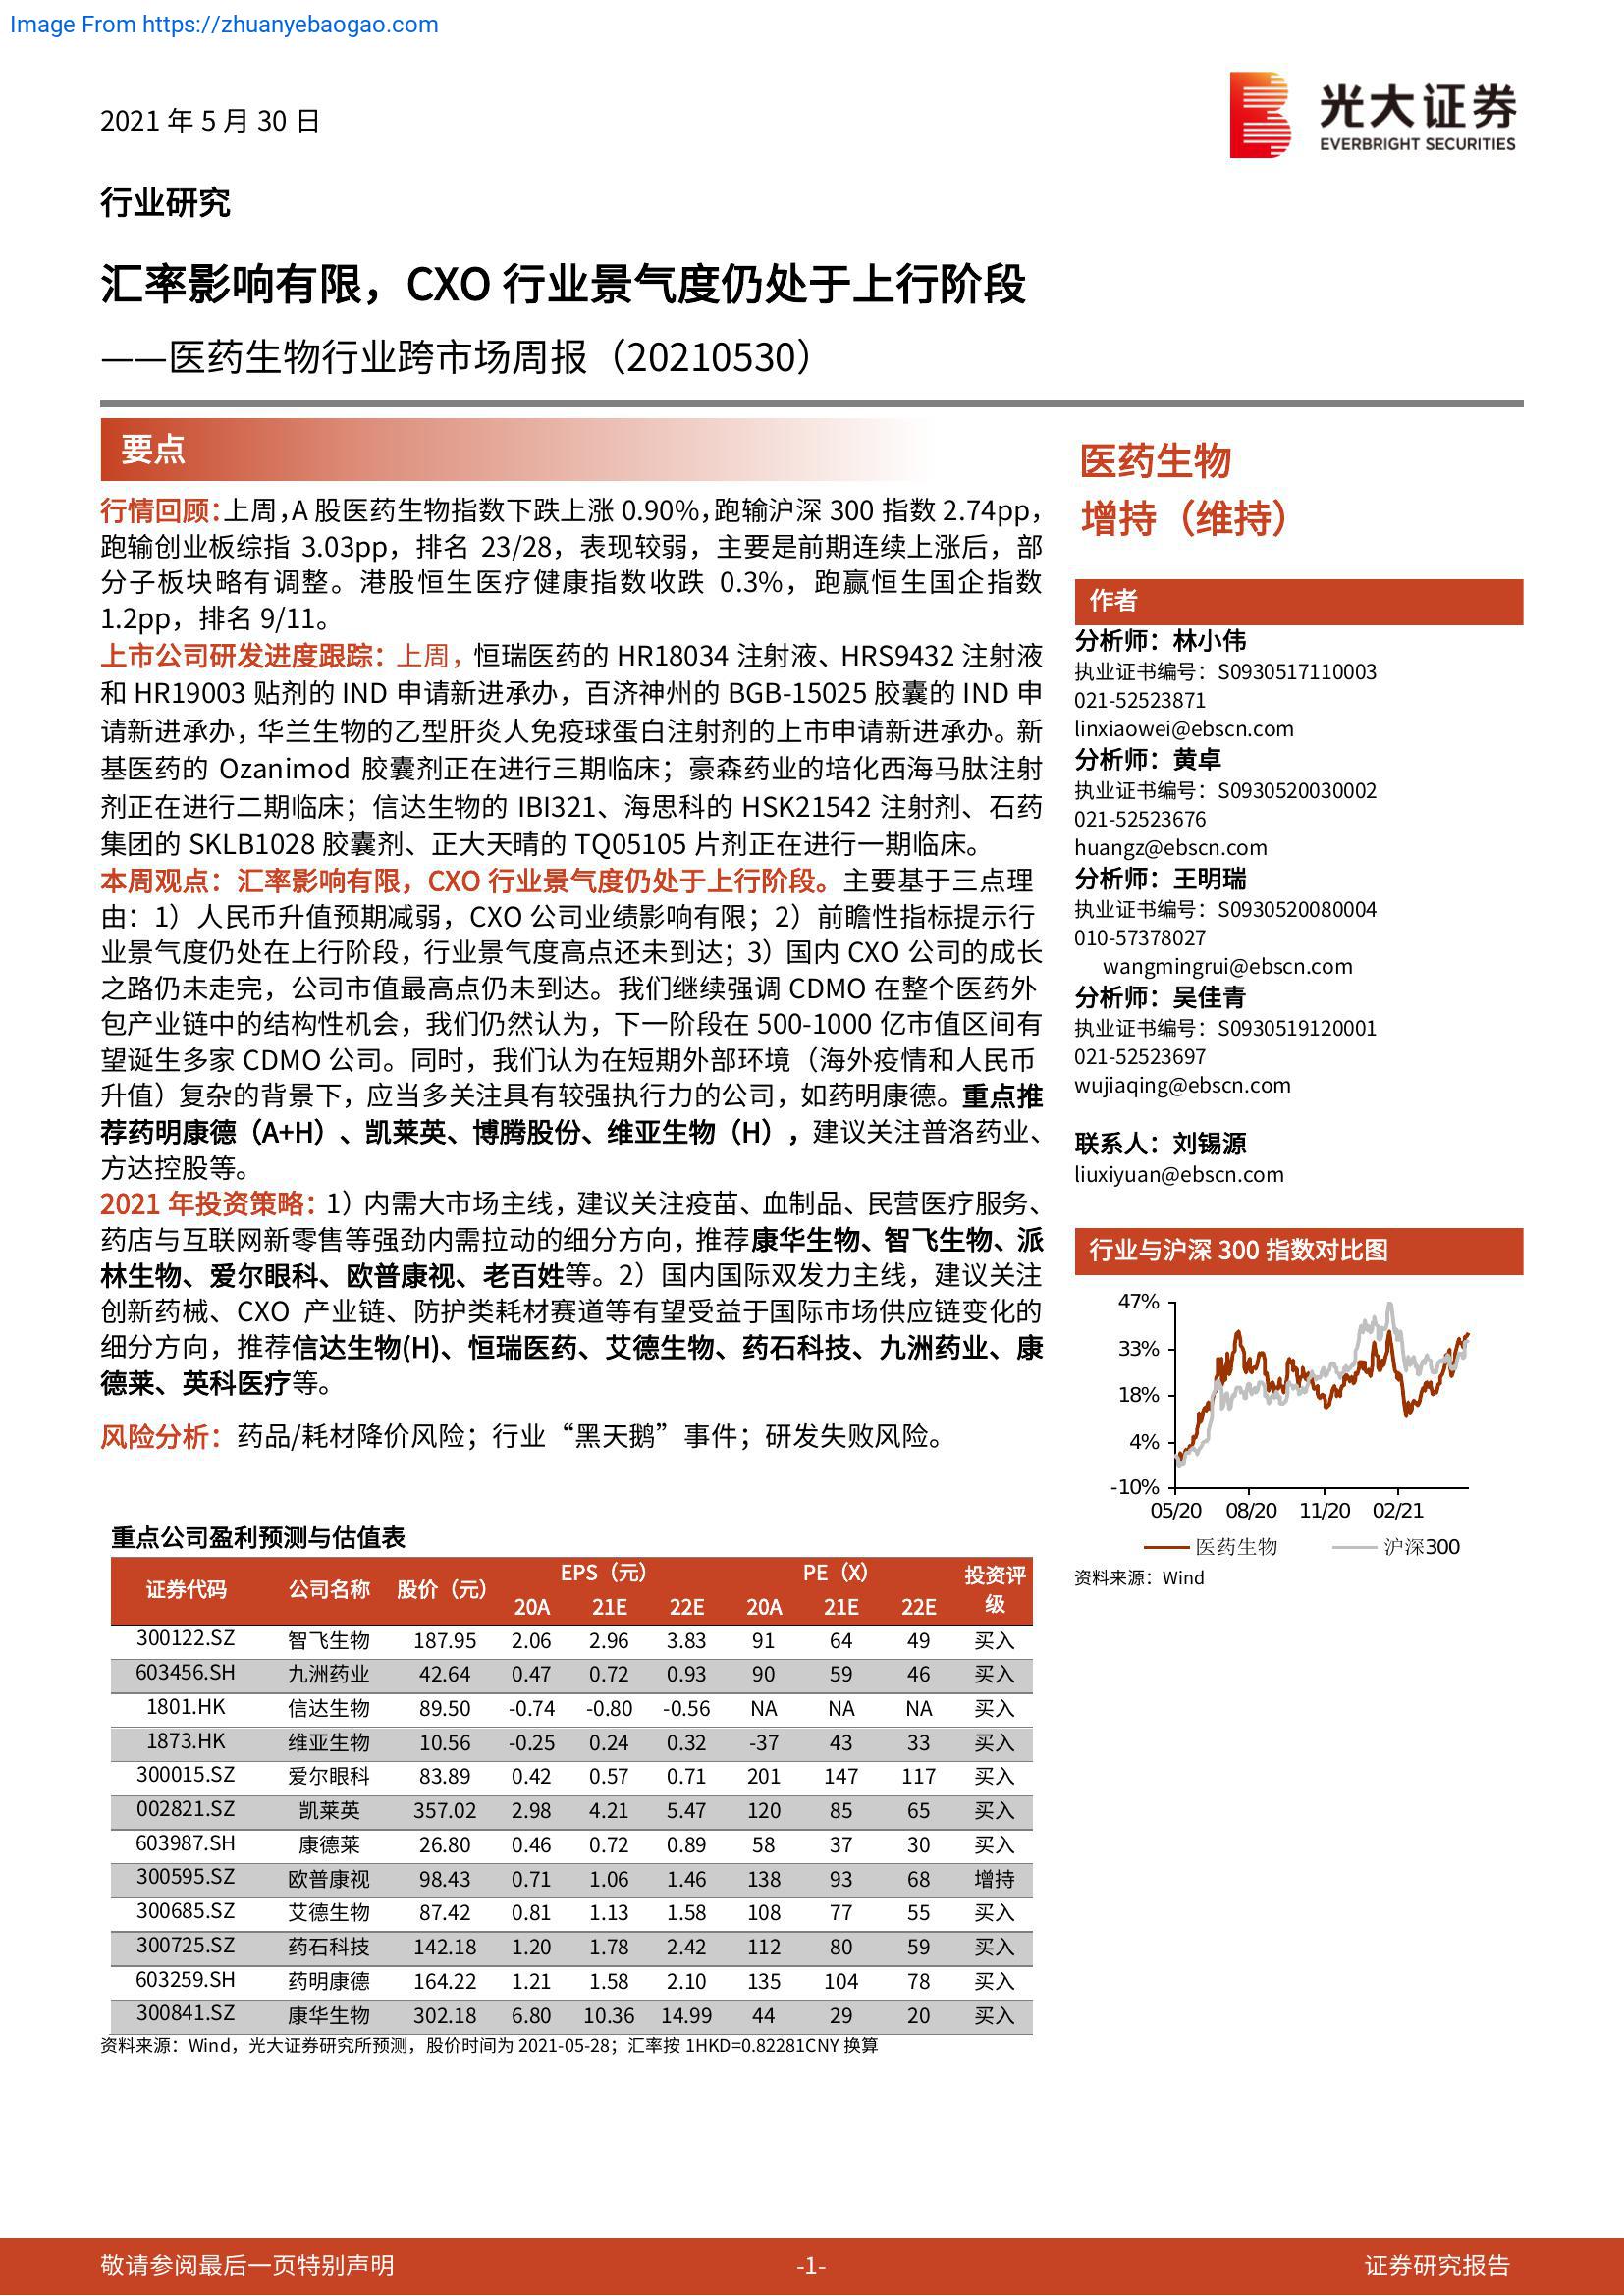 Image From https://zhuanyebaogao.com
2021 年 5 月 30 日
光大证券
EVERBRIGHT SECURITIES
行业研究
汇率影响有限，CXO 行业景气度仍处于上行阶段
——医药生物行业跨市场周报（20210530）
要点
行情回顾：上周，A 股医药生物指数下跌上涨 0.90%，跑输沪深 300 指数 2.74pp，
跑输创业板综指 3.03pp，排名 23/28，表现较弱，主要是前期连续上涨后，部
分子板块略有调整。港股恒生医疗健康指数收跌 0.3%，跑赢恒生国企指数
1.2pp，排名 9/11。
上市公司研发进度跟踪：上周，恒瑞医药的 HR18034 注射液、HRS9432 注射液
和 HR19003 贴剂的 IND 申请新进承办，百济神州的 BGB-15025 胶囊的 IND 申
请新进承办，华兰生物的乙型肝炎人免疫球蛋白注射剂的上市申请新进承办。新
基医药的 Ozanimod 胶囊剂正在进行三期临床；豪森药业的培化西海马肽注射
剂正在进行二期临床；信达生物的 IBI321、海思科的 HSK21542 注射剂、石药
集团的 SKLB1028 胶囊剂、正大天晴的 TQ05105 片剂正在进行一期临床。
本周观点：汇率影响有限，CXO 行业景气度仍处于上行阶段。主要基于三点理
由：1）人民币升值预期减弱，CXO 公司业绩影响有限；2）前瞻性指标提示行
业景气度仍处在上行阶段，行业景气度高点还未到达；3）国内 CXO 公司的成长
之路仍未走完，公司市值最高点仍未到达。我们继续强调 CDMO 在整个医药外
包产业链中的结构性机会，我们仍然认为，下一阶段在 500-1000 亿市值区间有
望诞生多家 CDMO 公司。同时，我们认为在短期外部环境（海外疫情和人民币
升值）复杂的背景下，应当多关注具有较强执行力的公司，如药明康德。重点推
荐药明康德（A+H）、凯莱英、博腾股份、维亚生物（H），建议关注普洛药业、
方达控股等。
2021 年投资策略：1）内需大市场主线，建议关注疫苗、血制品、民营医疗服务、
药店与互联网新零售等强劲内需拉动的细分方向，推荐康华生物、智飞生物、派
林生物、爱尔眼科、欧普康视、老百姓等。2）国内国际双发力主线，建议关注
创新药械、CXO 产业链、防护类耗材赛道等有望受益于国际市场供应链变化的
细分方向，推荐信达生物(H)、恒瑞医药、艾德生物、药石科技、九洲药业、康
德莱、英科医疗等。
风险分析：药品/耗材降价风险；行业“黑天鹅”事件；研发失败风险。
重点公司盈利预测与估值表
证券代码 公司名称 股价（元） EPS（元） PE（X） 投资评级
20A 21E 22E 20A 21E 22E
300122.SZ 智飞生物 187.95 2.06 2.96 3.83 91 64 49 买入
603456.SH 九洲药业 42.64 0.47 0.72 0.93 90 59 46 买入
1801.HK 信达生物 89.50 -0.74 -0.80 -0.56 NA NA NA 买入
1873.HK 维亚生物 10.56 -0.25 0.24 0.32 -37 43 33 买入
300015.SZ 爱尔眼科 83.89 0.42 0.57 0.71 201 147 117 买入
002821.SZ 凯莱英 357.02 2.98 4.21 5.47 120 85 65 买入
603987.SH 康德莱 26.80 0.46 0.72 0.89 58 37 30 买入
300595.SZ 欧普康视 98.43 0.71 1.06 1.46 138 93 68 增持
300685.SZ 艾德生物 87.42 0.81 1.13 1.58 108 77 55 买入
300725.SZ 药石科技 142.18 1.20 1.78 2.42 112 80 59 买入
603259.SH 药明康德 164.22 1.21 1.58 2.10 135 104 78 买入
300841.SZ 康华生物 302.18 6.80 10.36 14.99 44 29 20 买入
资料来源：Wind，光大证券研究所预测，股价时间为 2021-05-28；汇率按 1HKD=0.82281CNY 换算
医药生物
增持（维持）
作者
分析师：林小伟
执业证书编号：S0930517110003
021-52523871
linxiaowei@ebscn.com
分析师：黄卓
执业证书编号：S0930520030002
021-52523676
huangz@ebscn.com
分析师：王明瑞
执业证书编号：S0930520080004
010-57378027
wangmingrui@ebscn.com
分析师：吴佳青
执业证书编号：S0930519120001
021-52523697
wujiaqing@ebscn.com
联系人：刘锡源
liuxiyuan@ebscn.com
行业与沪深 300 指数对比图
47%
33%
18%
4%
-10%
05/20 08/20 11/20 02/21
医药生物 沪深300
资料来源：Wind
敬请参阅最后一页特别声明 -1- 证券研究报告